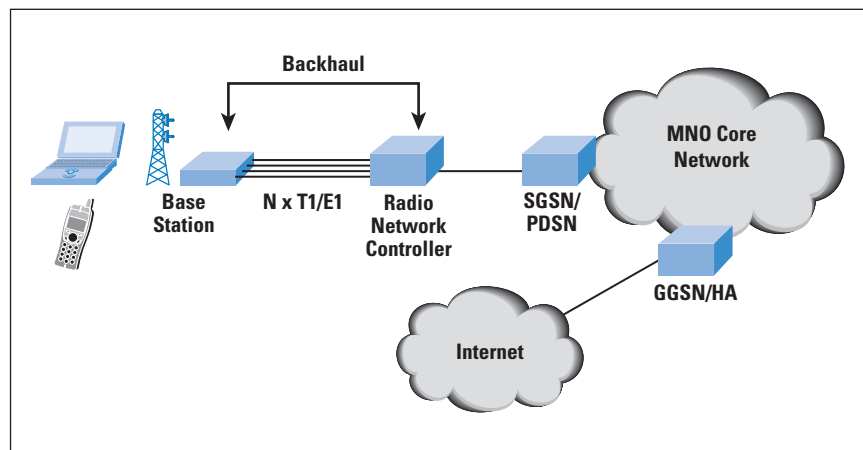 Backhaul
MNO Core
Network
Base
Station
N x T1/E1
Radio
Network
Controller
SGSN/
PDSN
GGSN/HA
Internet